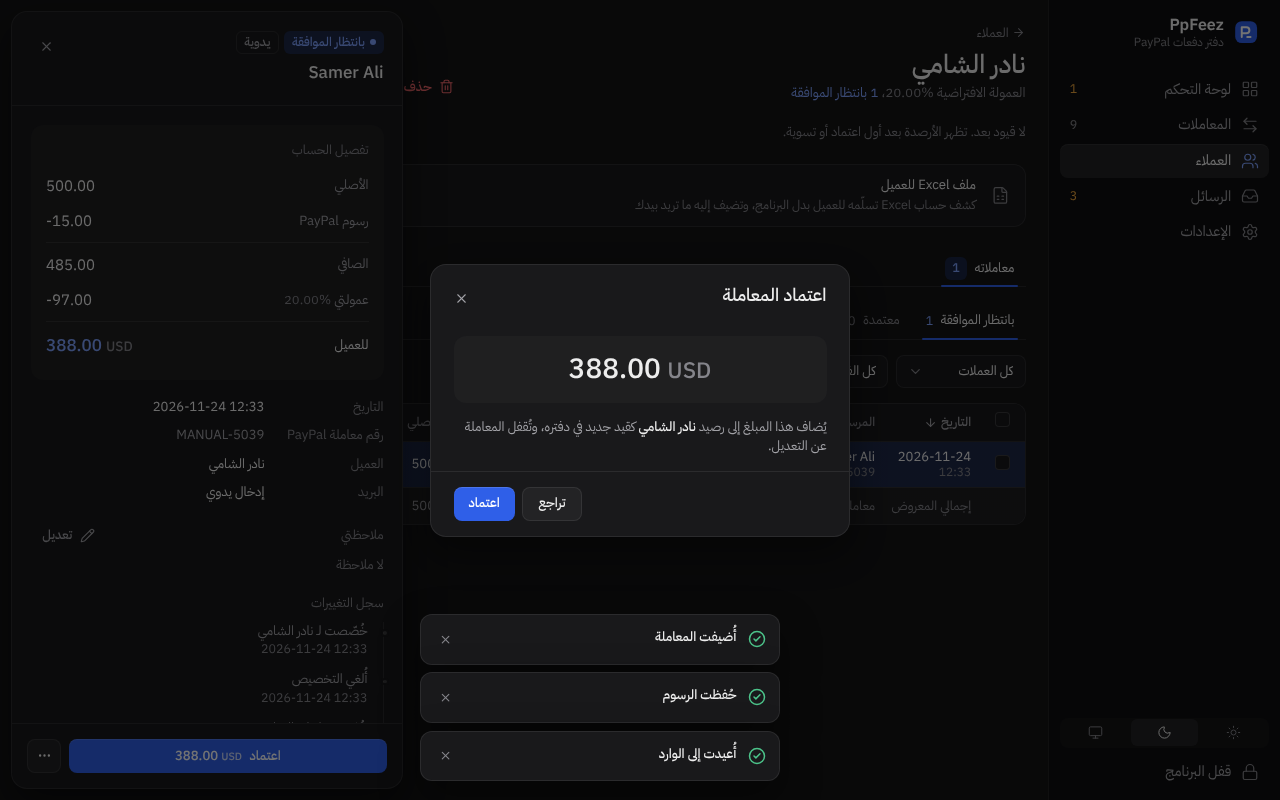 PpFeez
دفتر دفعات PayPal
لوحة التحكم 1
المعاملات 9
العملاء
الرسائل 3
الإعدادات
قفل البرنامج
العملاء
نادر الشامي
العمولة الافتراضية 20.00%، 1 بانتظار الموافقة
حذف
لا قيود بعد. تظهر الأرصدة بعد أول اعتماد أو تسوية.
ملف Excel للعميل
كشف حساب Excel تسلّمه للعميل بدل البرنامج، وتضيف إليه ما تريد بيدك
معاملاته 1
بانتظار الموافقة 1 معتمدة
كل العملات
التاريخ
2026-11-24
12:33
إجمالي المعروض
اعتماد المعاملة
388.00 USD
يُضاف هذا المبلغ إلى رصيد نادر الشامي كقيد جديد في دفتره، وتُقفل المعاملة
عن التعديل.
تراجع
اعتماد
أُضيفت المعاملة
حُفظت الرسوم
أُعيدت إلى الوارد
بانتظار الموافقة
يدوية
Samer Ali
تفصيل الحساب
الأصلي 500.00
رسوم PayPal -15.00
الصافي 485.00
عمولتي 20.00% -97.00
للعميل 388.00 USD
التاريخ 2026-11-24 12:33
رقم معاملة PayPal MANUAL-5039
العميل نادر الشامي
البريد إدخال يدوي
ملاحظتي
تعديل
لا ملاحظة
سجل التغييرات
خُصّصت لـ نادر الشامي
2026-11-24 12:33
أُلغي التخصيص
2026-11-24 12:33
اعتماد 388.00 USD